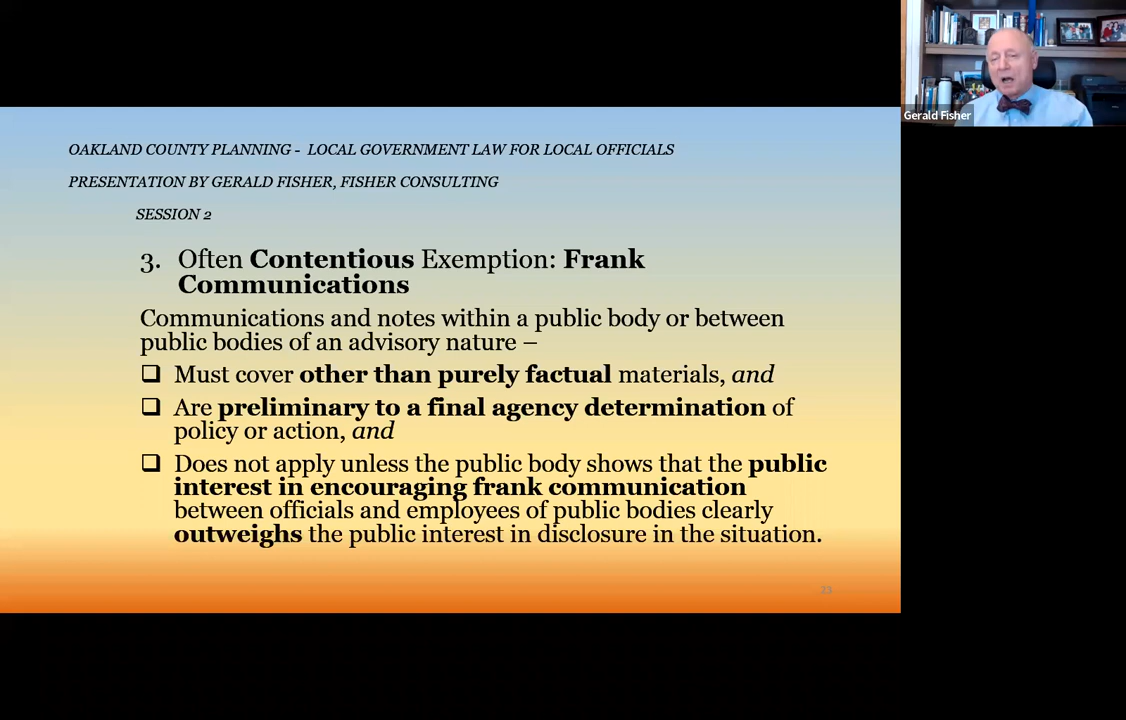 Gerald Fisher
OAKLAND COUNTY PLANNING - LOCAL GOVERNMENT LAW FOR LOCAL OFFICIALS
PRESENTATION BY GERALD FISHER, FISHER CONSULTING
SESSION 2
3. Often Contentious Exemption: Frank
Communications
Communications and notes within a public body or between
public bodies of an advisory nature –
❑ Must cover other than purely factual materials, and
❑ Are preliminary to a final agency determination of
policy or action, and
❑ Does not apply unless the public body shows that the public
interest in encouraging frank communication
between officials and employees of public bodies clearly
outweighs the public interest in disclosure in the situation.
23